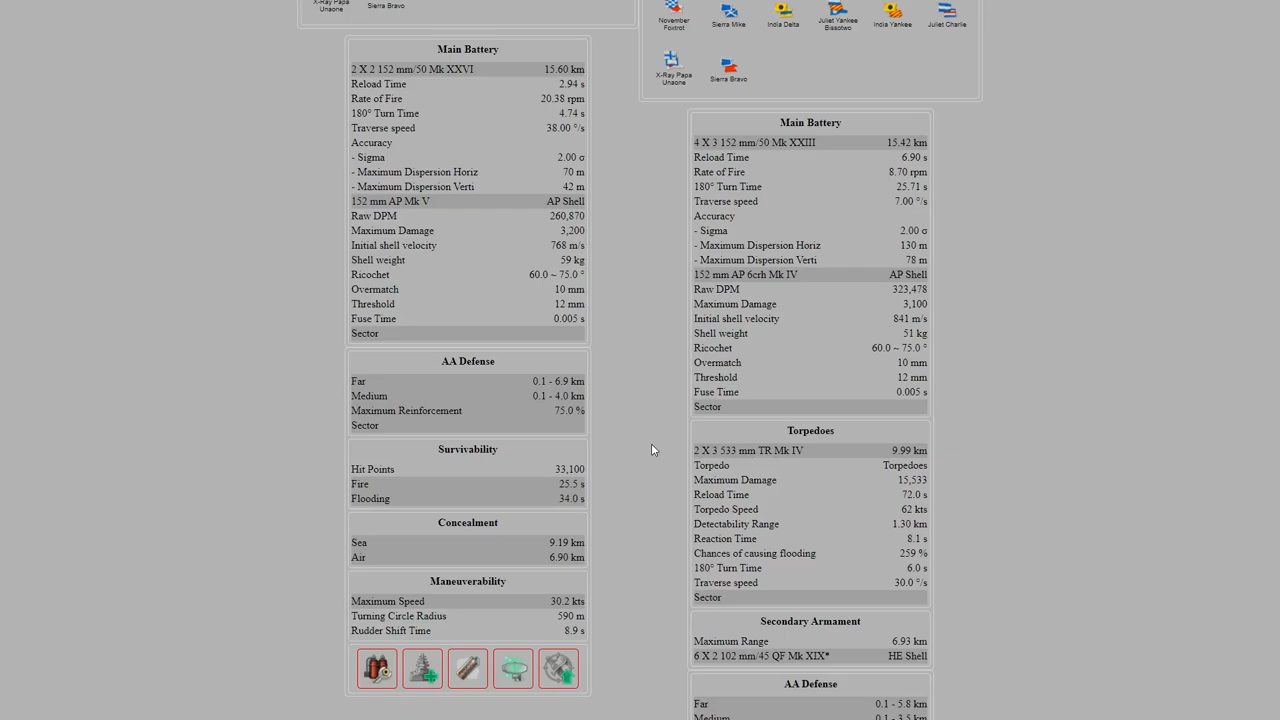 X-Ray Papa
Unaone
Sierra Bravo
Main Battery
2 X 2 152 mm/50 Mk XXVI 15.60 km
Reload Time 2.94 s
Rate of Fire 20.38 rpm
180° Turn Time 4.74 s
Traverse speed 38.00 °/s
Accuracy
- Sigma 2.00 σ
- Maximum Dispersion Horiz 70 m
- Maximum Dispersion Verti 42 m
152 mm AP Mk V AP Shell
Raw DPM 260,870
Maximum Damage 3,200
Initial shell velocity 768 m/s
Shell weight 59 kg
Ricochet 60.0 ~ 75.0 °
Overmatch 10 mm
Threshold 12 mm
Fuse Time 0.005 s
Sector
AA Defense
Far 0.1 - 6.9 km
Medium 0.1 - 4.0 km
Maximum Reinforcement 75.0 %
Sector
Survivability
Hit Points 33,100
Fire 25.5 s
Flooding 34.0 s
Concealment
Sea 9.19 km
Air 6.90 km
Maneuverability
Maximum Speed 30.2 kts
Turning Circle Radius 590 m
Rudder Shift Time 8.9 s
November
Foxtrot
Sierra Mike
India Delta
Juliet Yankee
Bissotwo
India Yankee
Juliet Charlie
X-Ray Papa
Unaone
Sierra Bravo
Main Battery
4 X 3 152 mm/50 Mk XXIII 15.42 km
Reload Time 6.90 s
Rate of Fire 8.70 rpm
180° Turn Time 25.71 s
Traverse speed 7.00 °/s
Accuracy
- Sigma 2.00 σ
- Maximum Dispersion Horiz 130 m
- Maximum Dispersion Verti 78 m
152 mm AP 6crh Mk IV AP Shell
Raw DPM 323,478
Maximum Damage 3,100
Initial shell velocity 841 m/s
Shell weight 51 kg
Ricochet 60.0 ~ 75.0 °
Overmatch 10 mm
Threshold 12 mm
Fuse Time 0.005 s
Sector
Torpedoes
2 X 3 533 mm TR Mk IV 9.99 km
Torpedo Torpedoes
Maximum Damage 15,533
Reload Time 72.0 s
Torpedo Speed 62 kts
Detectability Range 1.30 km
Reaction Time 8.1 s
Chances of causing flooding 259 %
180° Turn Time 6.0 s
Traverse speed 30.0 °/s
Sector
Secondary Armament
Maximum Range 6.93 km
6 X 2 102 mm/45 QF Mk XIX* HE Shell
AA Defense
Far 0.1 - 5.8 km
Medium 0.1 - 3.5 km